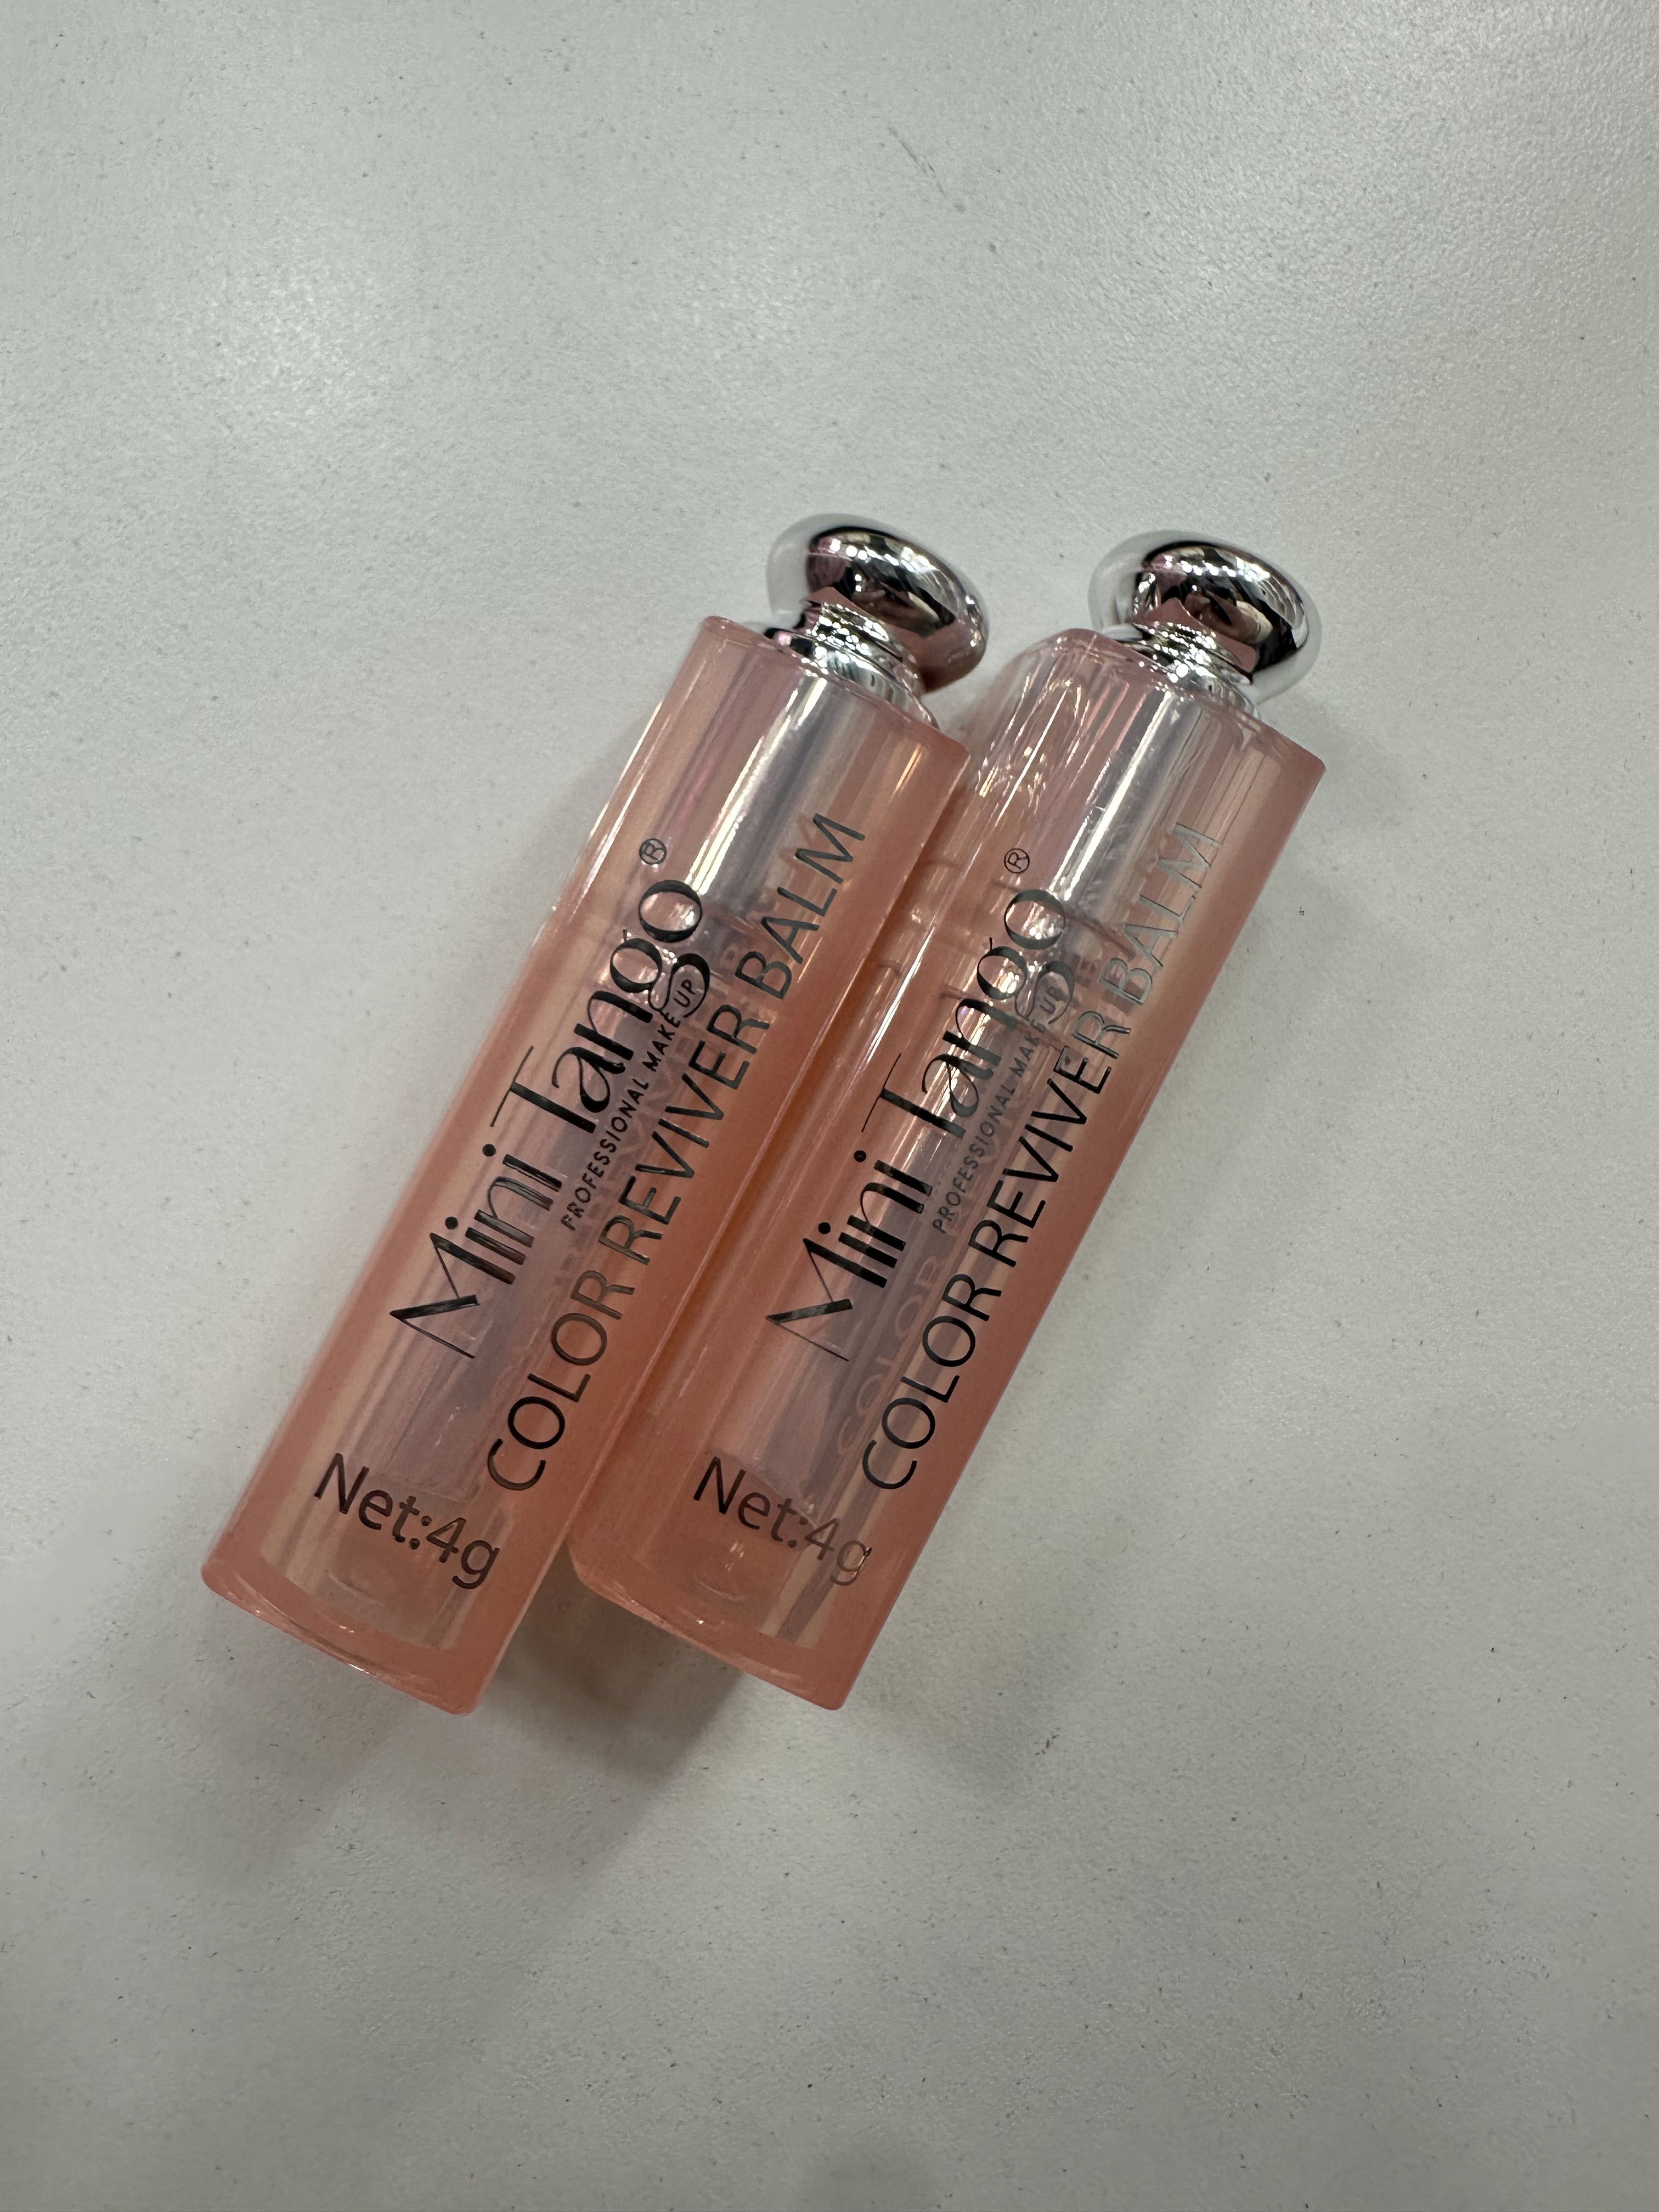 Mini Tango®
PROFESSIONAL MAKE UP
COLOR REVIVER BALM
Net:4g
Mini Tango®
PROFESSIONAL MAKE UP
COLOR REVIVER BALM
Net:4g